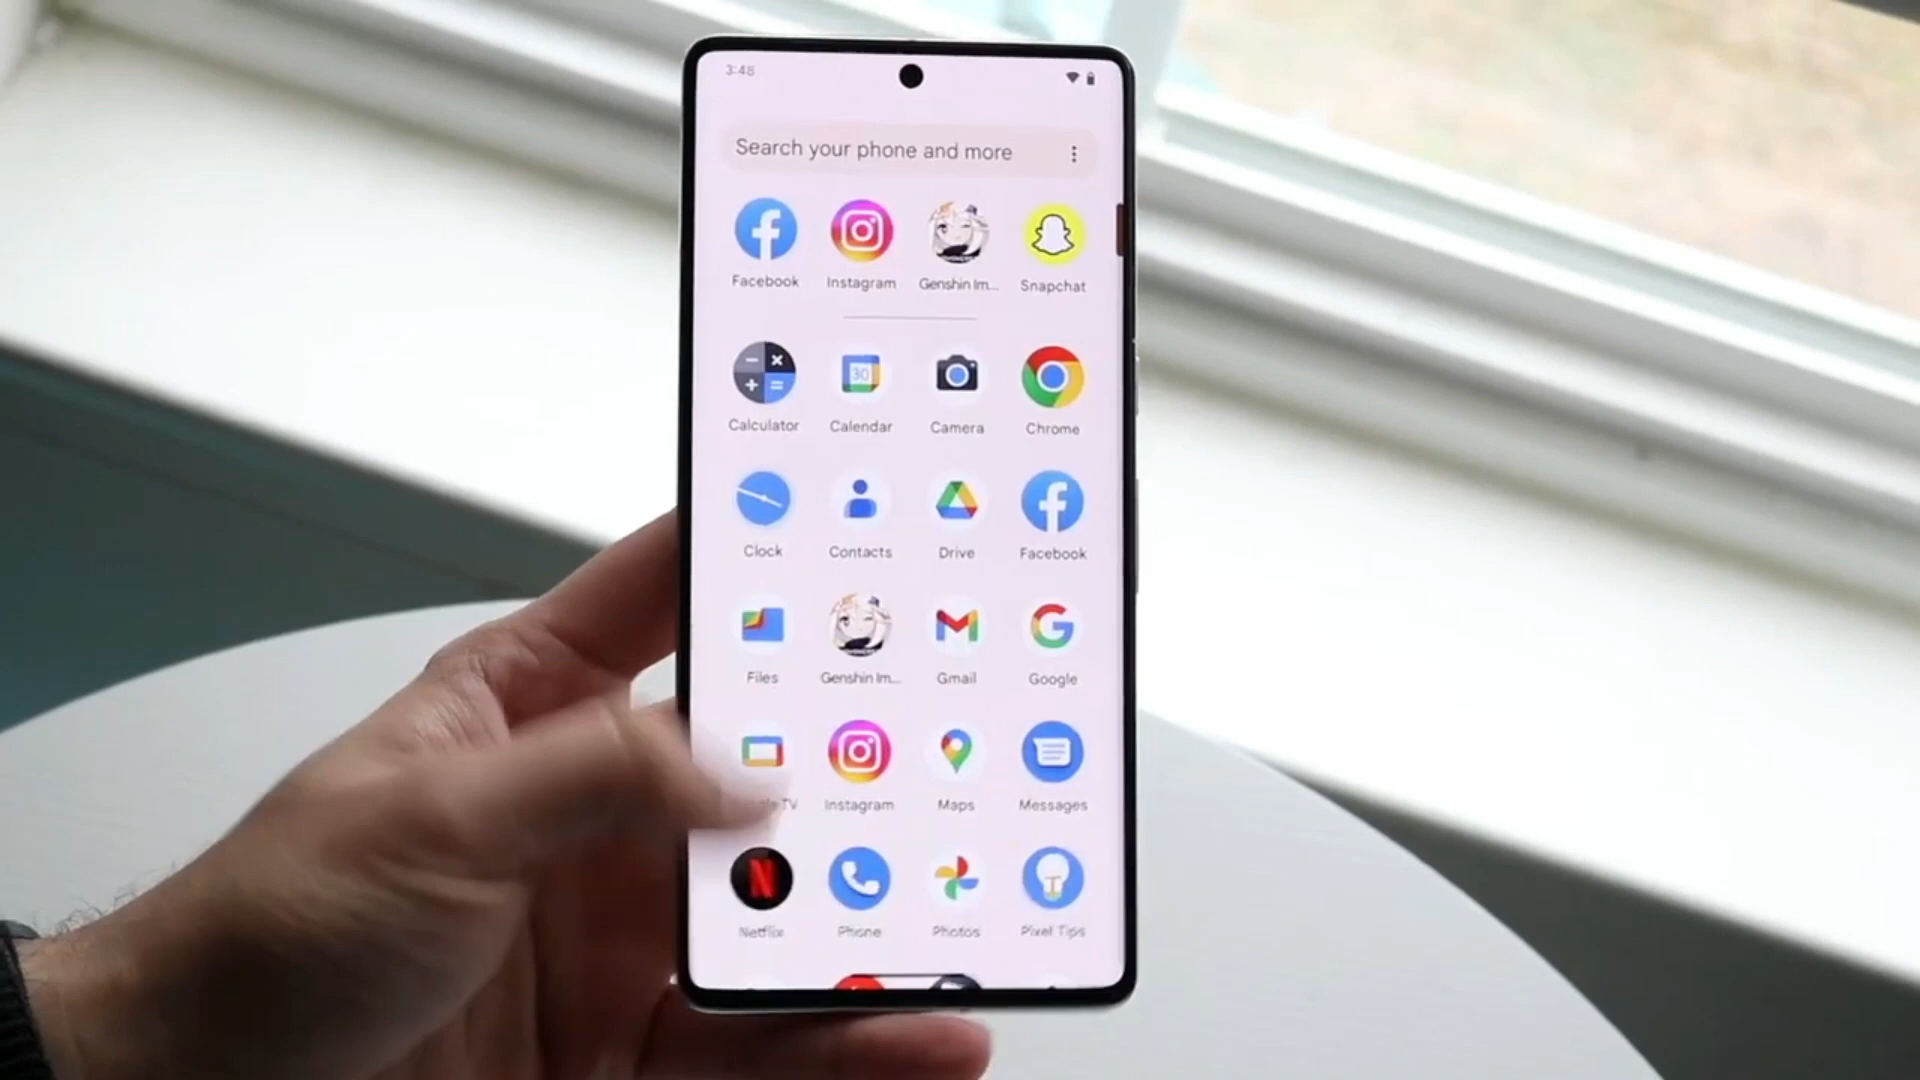 3:48
Search your phone and more
Facebook Instagram Genshin Im... Snapchat
Calculator Calendar Camera Chrome
30
Clock Contacts Drive Facebook
Files Genshin Im... Gmail Google
TV Instagram Maps Messages
Netflix Phone Photos Pixel Tips